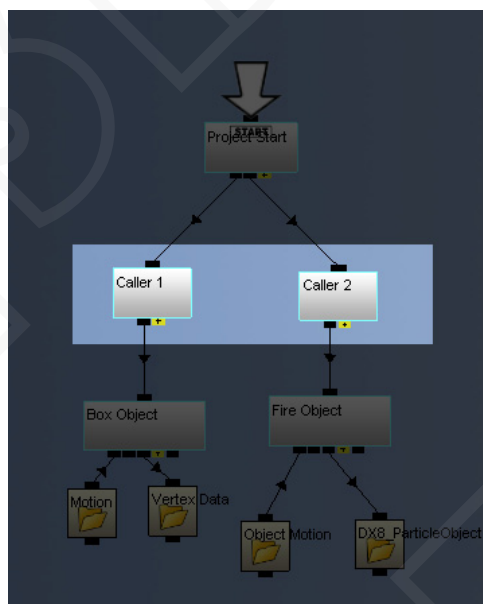 START
Project Start
Caller 1
Caller 2
Box Object
Fire Object
Motion
Vertex Data
Object Motion
DX8_ParticleObject